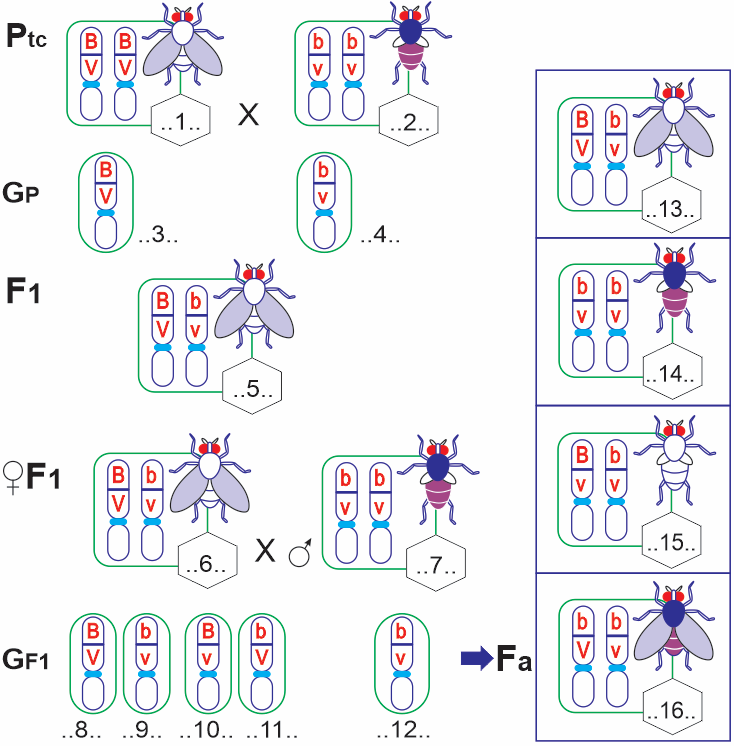 Ptc
B B
V V
..1..
X
b b
v v
..2..
GP
B
V
..3..
b
v
..4..
F1
B b
V v
..5..
♀F1
B b
V v
..6..
X ♂
b b
v v
..7..
GF1
B b B b
V v v V
..8.. ..9.. ..10.. ..11..
b
v
..12..
Fa
B b
V v
..13..
b b
v v
..14..
B b
v v
..15..
b b
V v
..16..